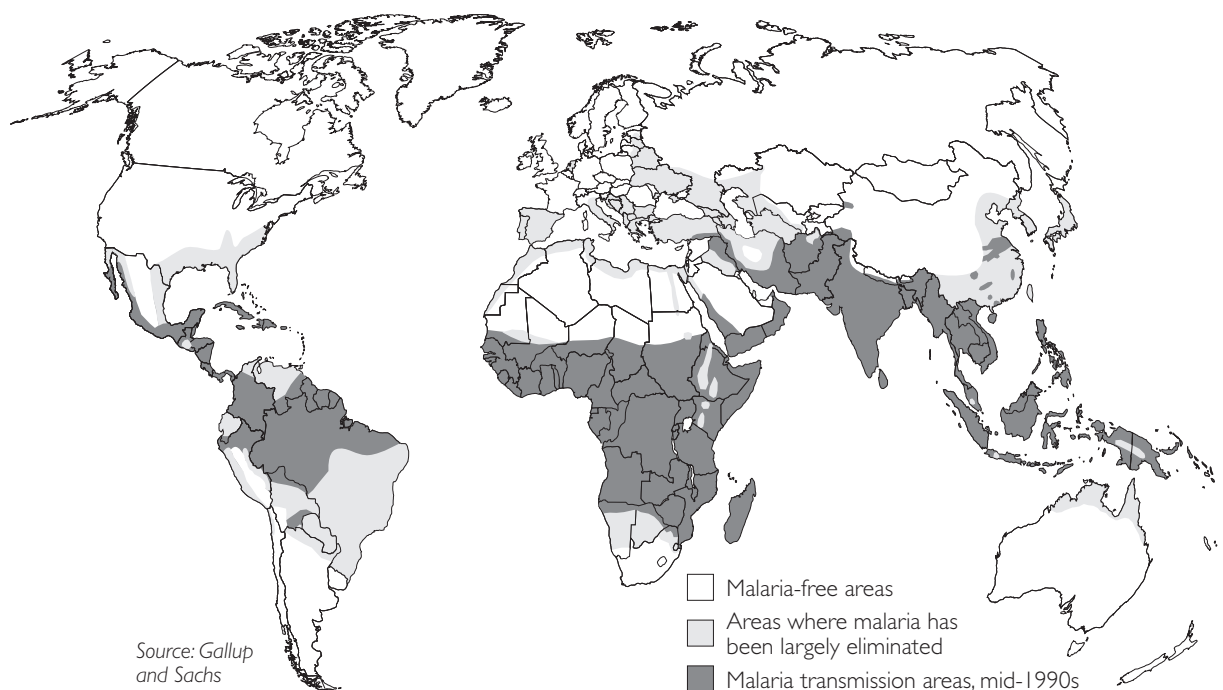 Malaria-free areas
Areas where malaria has
been largely eliminated
Malaria transmission areas, mid-1990s
Source: Gallup
and Sachs